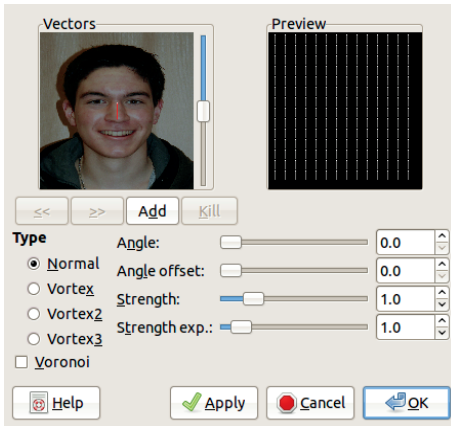 Vectors Preview
<< >> Add Kill
Type
Angle: 0.0
Normal
Angle offset: 0.0
Vortex
Strength: 1.0
Vortex2
Strength exp.: 1.0
Vortex3
Voronoi
Help Apply Cancel OK